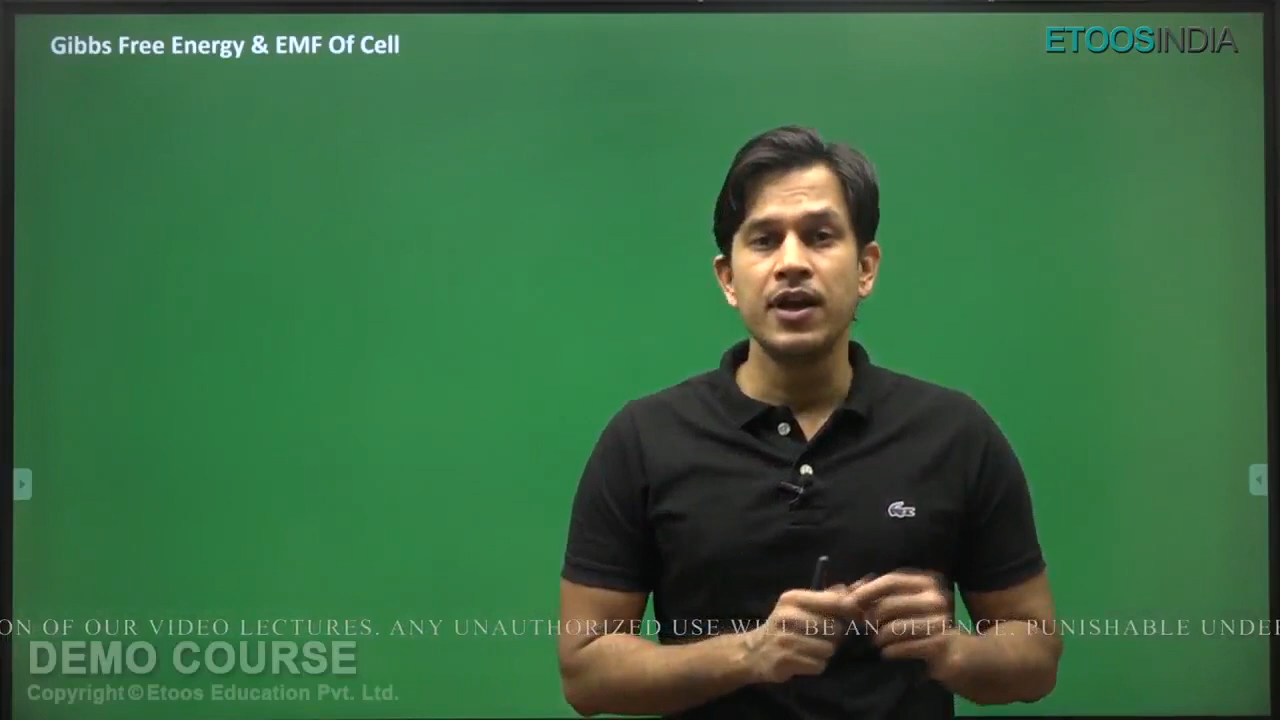 Gibbs Free Energy & EMF Of Cell
ETOOSINDIA
ON OF OUR VIDEO LECTURES. ANY UNAUTHORIZED USE WILL BE AN OFFENCE. PUNISHABLE UNDE
DEMO COURSE
Copyright © Etoos Education Pvt. Ltd.